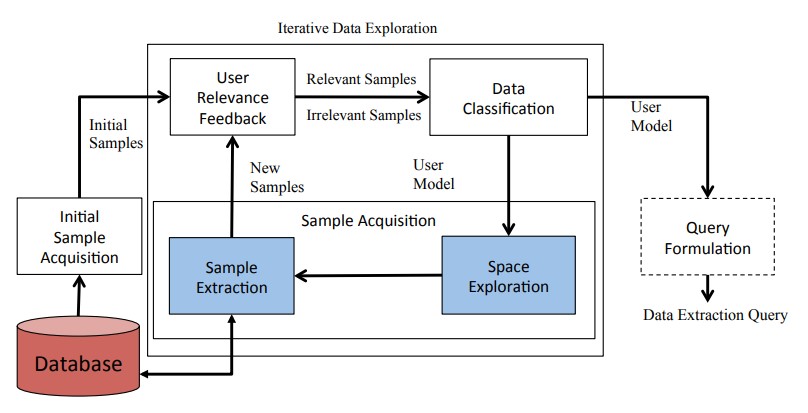 Iterative Data Exploration
User
Relevance
Feedback
Relevant Samples
Irrelevant Samples
Data
Classification
Initial
Samples
User
Model
New
Samples
User
Model
Initial
Sample
Acquisition
Sample Acquisition
Query
Formulation
Sample
Extraction
Space
Exploration
Data Extraction Query
Database